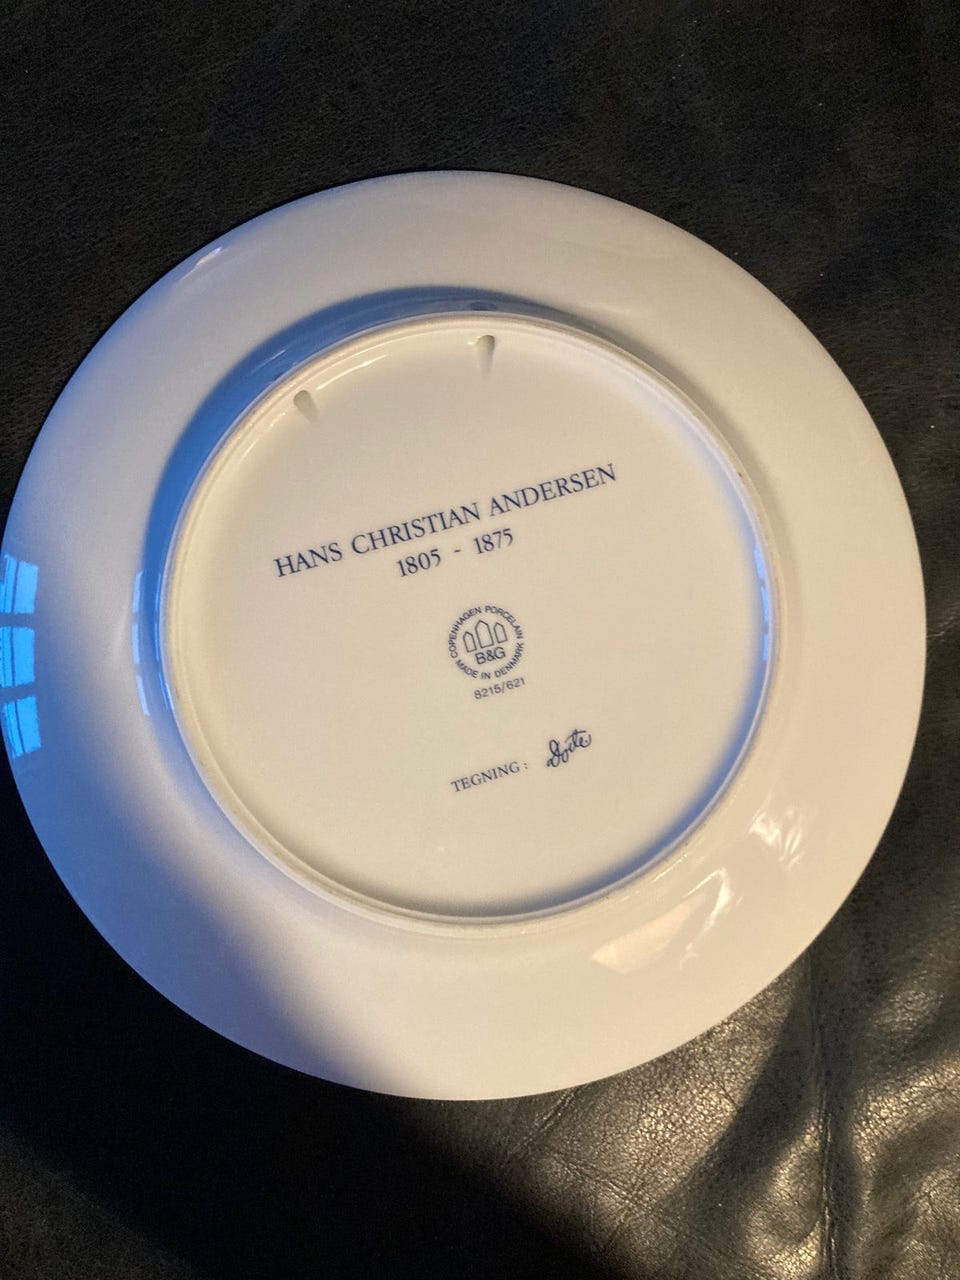 HANS CHRISTIAN ANDERSEN
1805 - 1875
COPENHAGEN PORCELAIN
B&G
MADE IN DENMARK
8215/621
TEGNING: